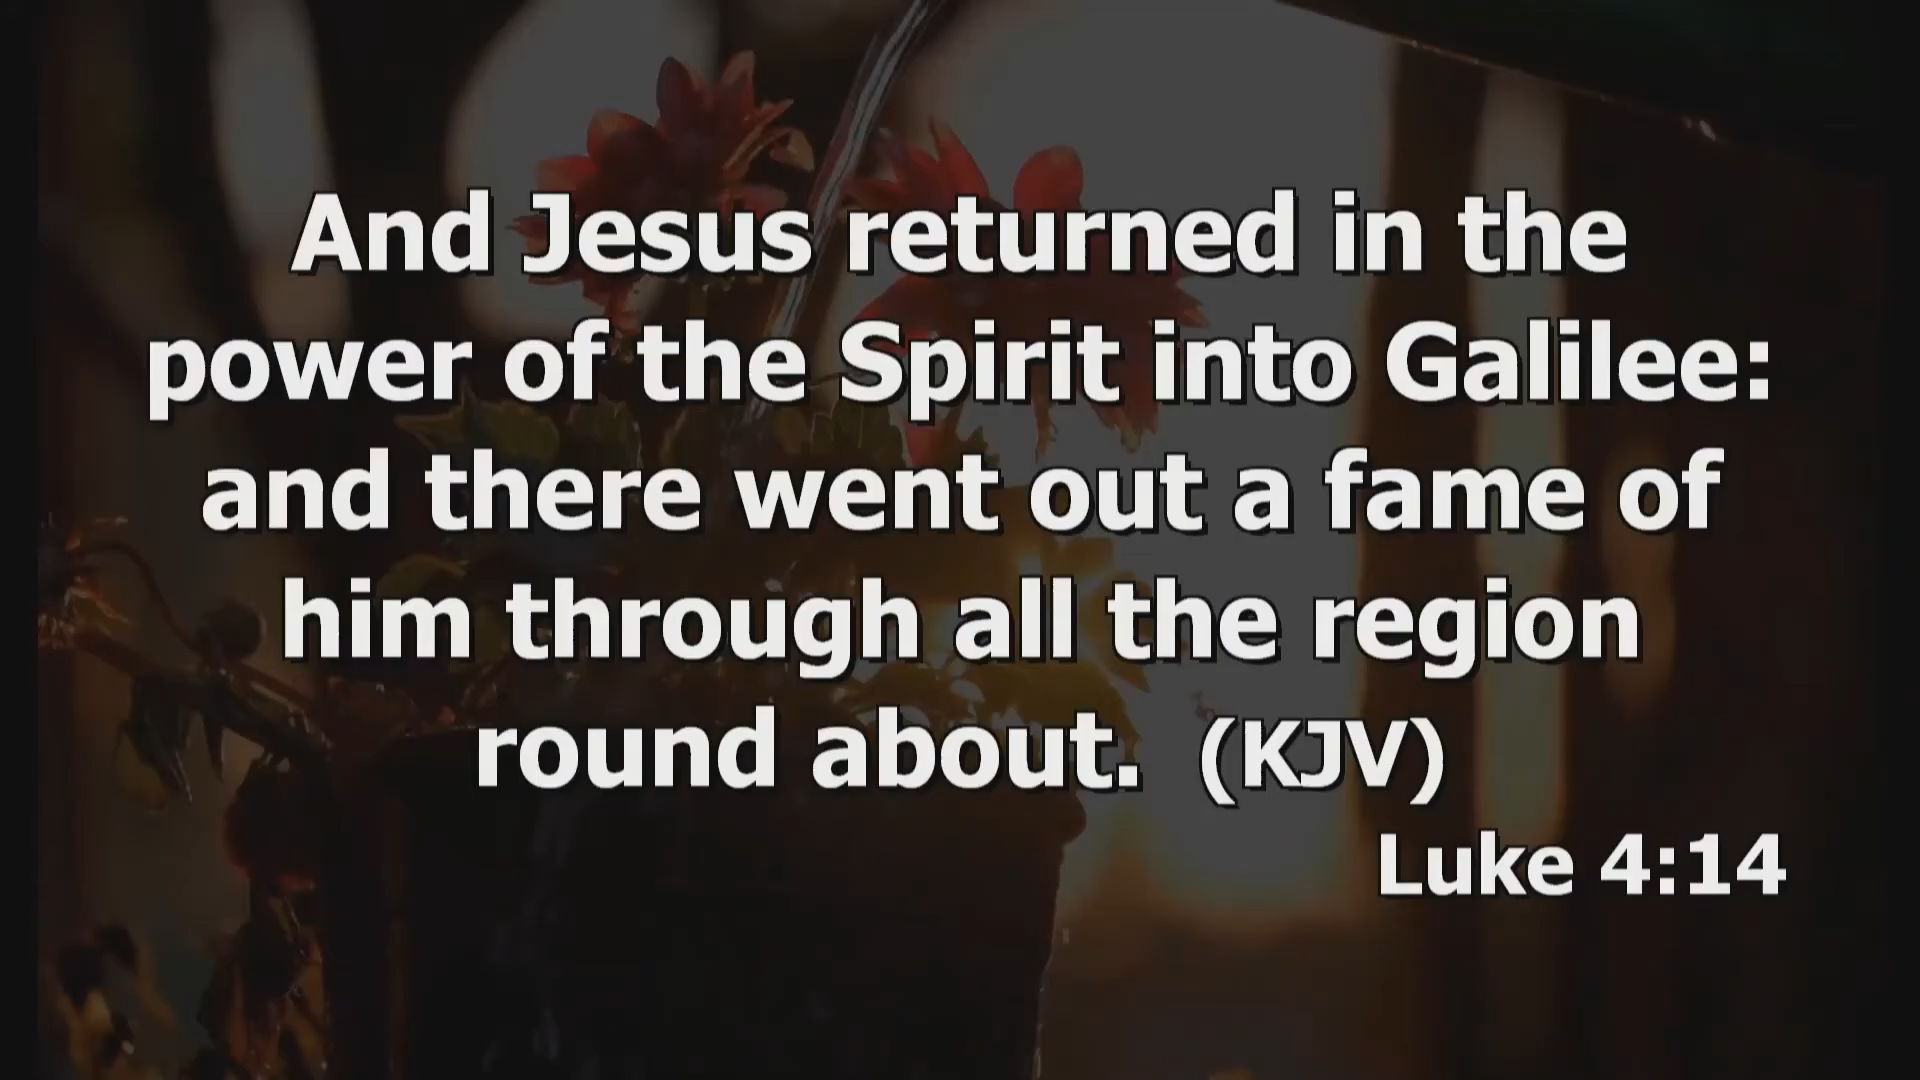 And Jesus returned in the
power of the Spirit into Galilee:
and there went out a fame of
him through all the region
round about.  (KJV)
Luke 4:14